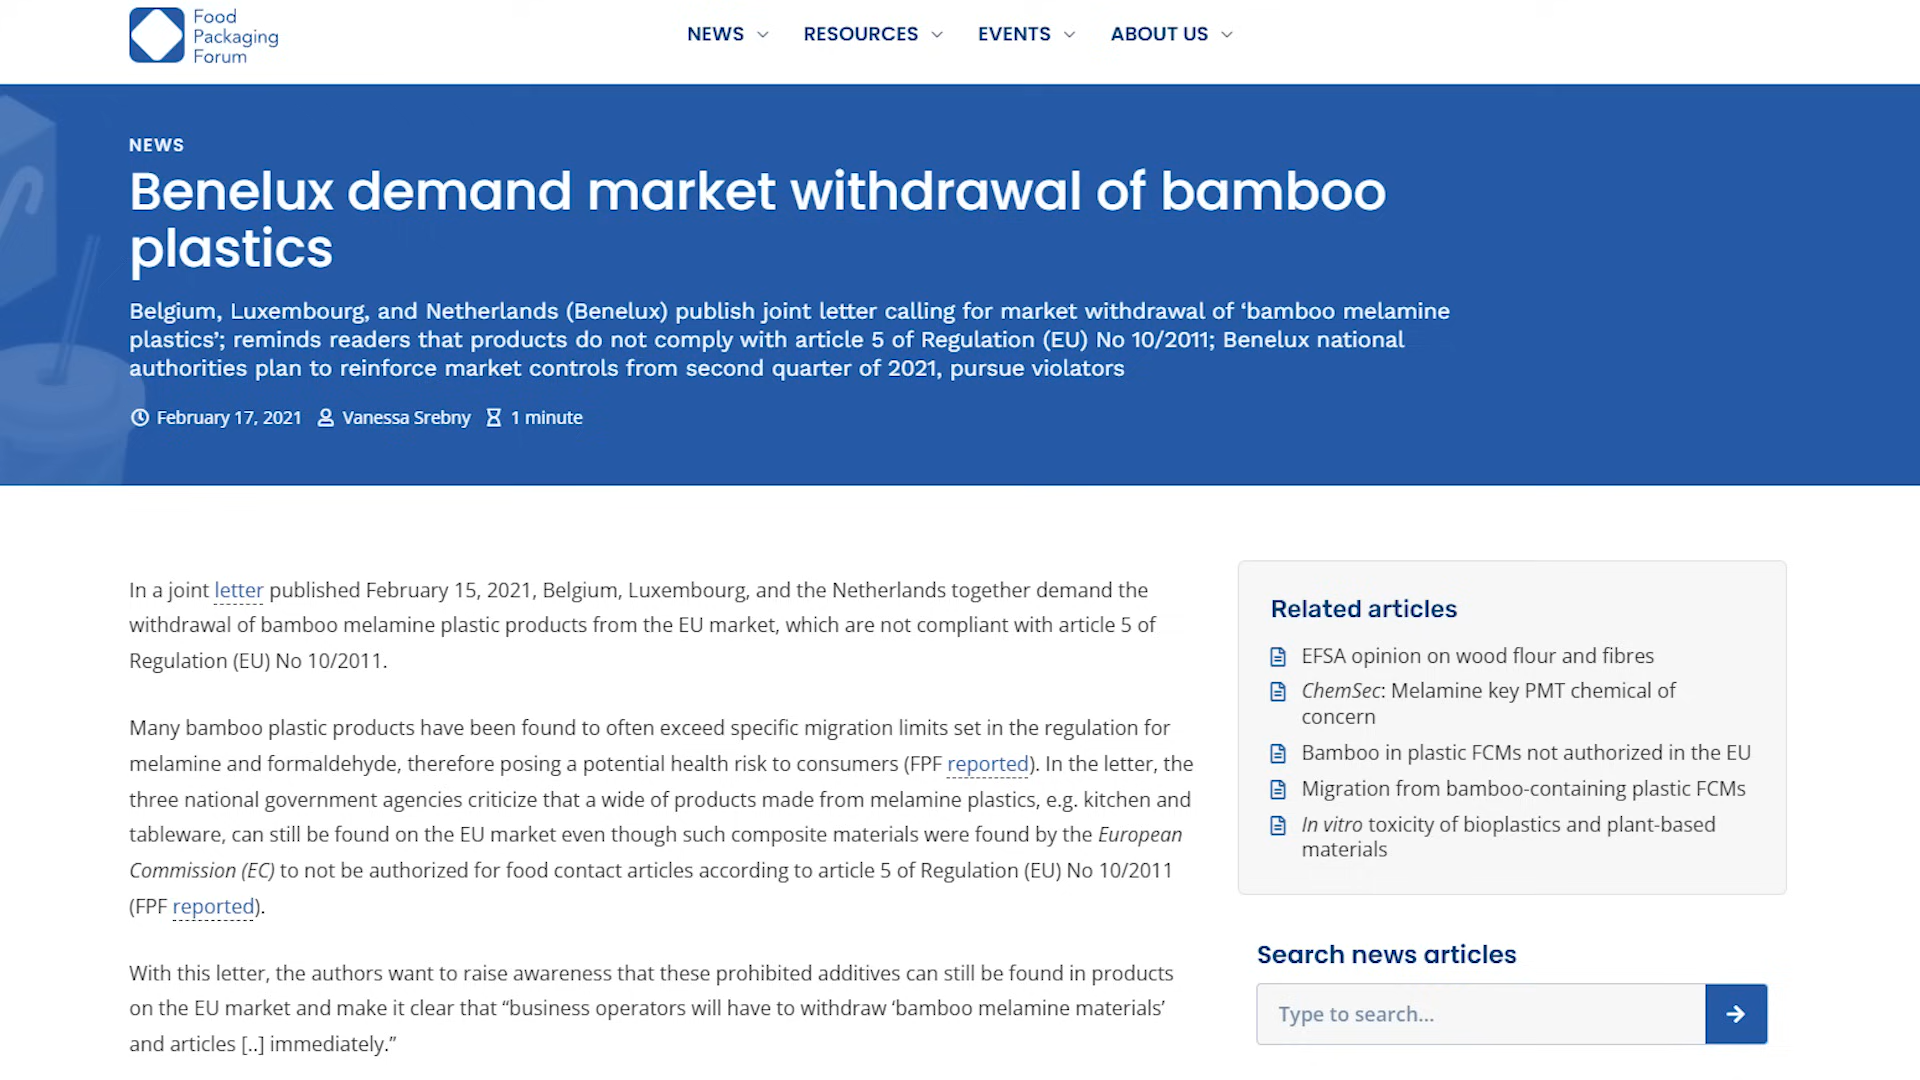 Food
Packaging
Forum
NEWS
RESOURCES
EVENTS
ABOUT US
NEWS
Benelux demand market withdrawal of bamboo
plastics
Belgium, Luxembourg, and Netherlands (Benelux) publish joint letter calling for market withdrawal of ‘bamboo melamine
plastics’; reminds readers that products do not comply with article 5 of Regulation (EU) No 10/2011; Benelux national
authorities plan to reinforce market controls from second quarter of 2021, pursue violators
February 17, 2021 Vanessa Srebny 1 minute
In a joint letter published February 15, 2021, Belgium, Luxembourg, and the Netherlands together demand the
withdrawal of bamboo melamine plastic products from the EU market, which are not compliant with article 5 of
Regulation (EU) No 10/2011.
Many bamboo plastic products have been found to often exceed specific migration limits set in the regulation for
melamine and formaldehyde, therefore posing a potential health risk to consumers (FPF reported). In the letter, the
three national government agencies criticize that a wide of products made from melamine plastics, e.g. kitchen and
tableware, can still be found on the EU market even though such composite materials were found by the European
Commission (EC) to not be authorized for food contact articles according to article 5 of Regulation (EU) No 10/2011
(FPF reported).
With this letter, the authors want to raise awareness that these prohibited additives can still be found in products
on the EU market and make it clear that “business operators will have to withdraw ‘bamboo melamine materials’
and articles [..] immediately.”
Related articles
EFSA opinion on wood flour and fibres
ChemSec: Melamine key PMT chemical of
concern
Bamboo in plastic FCMs not authorized in the EU
Migration from bamboo-containing plastic FCMs
In vitro toxicity of bioplastics and plant-based
materials
Search news articles
Type to search...